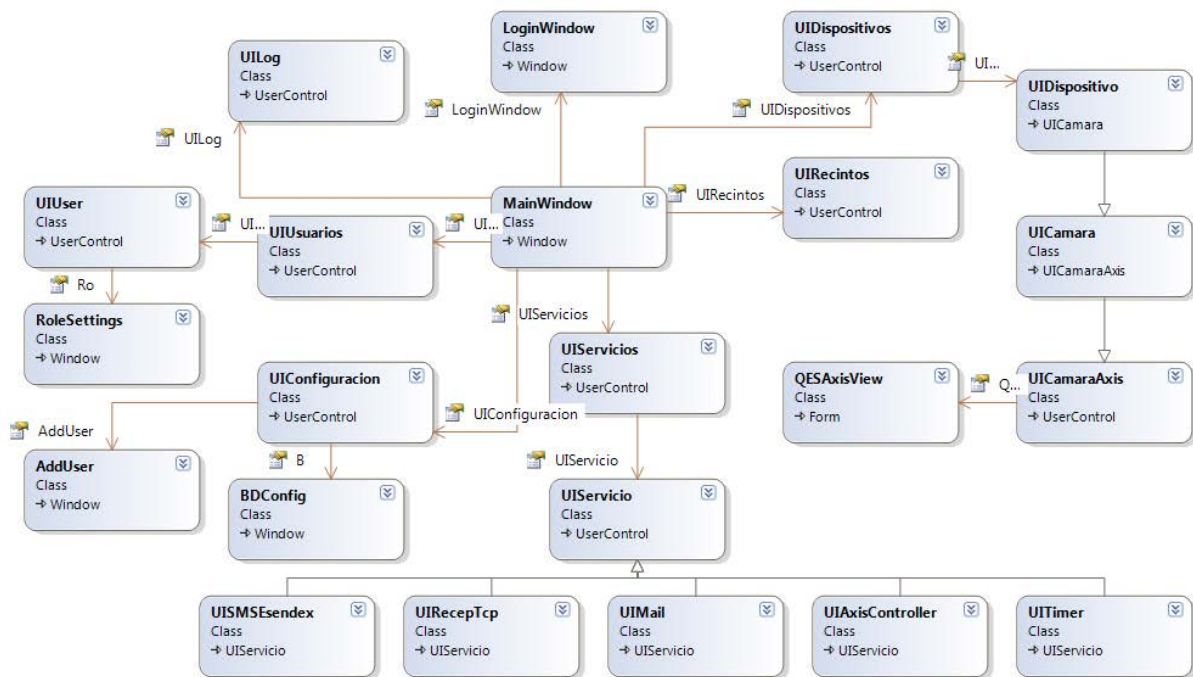 LoginWindow
Class
Window
UIDispositivos
Class
UserControl
UILog
Class
UserControl
UI...
UIDispositivo
Class
UICamara
LoginWindow
UIDispositivos
UILog
UIRecintos
Class
UserControl
UIRecintos
MainWindow
Class
Window
UIUser
Class
UserControl
UI...
UIUsuarios
Class
UserControl
UI...
UICamara
Class
UICamaraAxis
Ro
RoleSettings
Class
Window
UIServicios
UIServicios
Class
UserControl
UIConfiguracion
Class
UserControl
UIConfiguracion
QESAxisView
Class
Form
Q...
UICamaraAxis
Class
UserControl
AddUser
AddUser
Class
Window
B
BDConfig
Class
Window
UIServicio
UIServicio
Class
UserControl
UISMSEsendex
Class
UIServicio
UIRecepTcp
Class
UIServicio
UIMail
Class
UIServicio
UIAxisController
Class
UIServicio
UITimer
Class
UIServicio